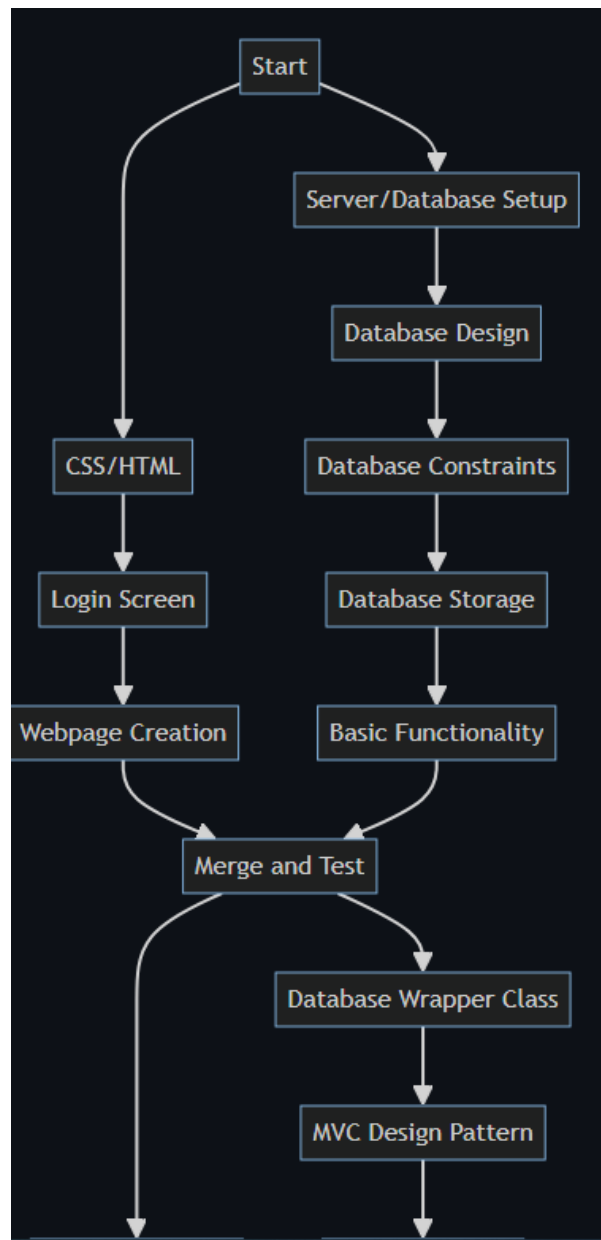 Start
Server/Database Setup
Database Design
CSS/HTML
Database Constraints
Login Screen
Database Storage
Webpage Creation
Basic Functionality
Merge and Test
Database Wrapper Class
MVC Design Pattern